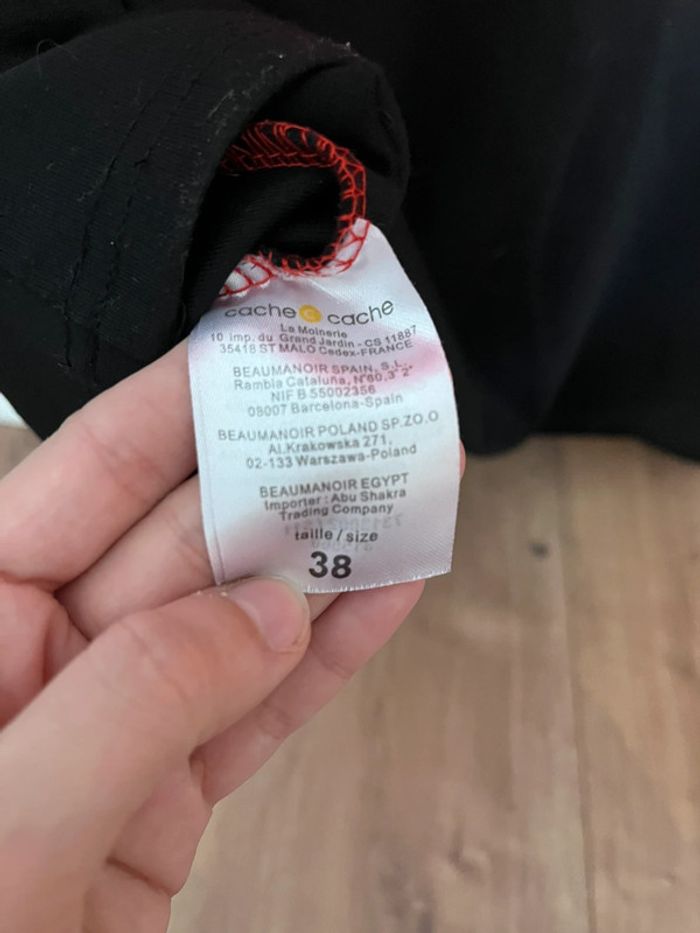 cache cache
La Moinerie
10 imp. du Grand Jardin - CS 11887
35418 ST MALO Cedex-FRANCE
BEAUMANOIR SPAIN, S.L.
Rambla Cataluna, N°60,3° 2°
NIF B 55002356
08007 Barcelona-Spain
BEAUMANOIR POLAND SP.ZO.O
Al.Krakowska 271,
02-133 Warszawa-Poland
BEAUMANOIR EGYPT
Importer : Abu Shakra
Trading Company
taille / size
38